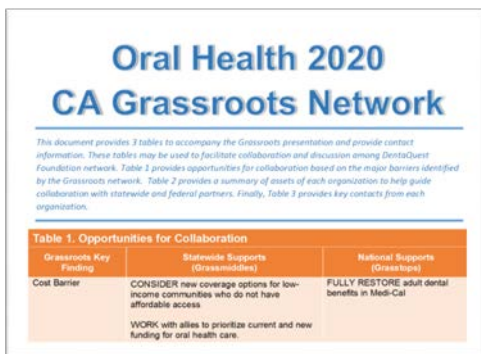 Oral Health 2020
CA Grassroots Network
This document provides 3 tables to accompany the Grassroots presentation and provide contact
information. These tables may be used to facilitate collaboration and discussion among DentaQuest
Foundation network. Table 1 provides opportunities for collaboration based on the major barriers identified
by the Grassroots network. Table 2 provides a summary of assets of each organization to help guide
collaboration with statewide and federal partners. Finally, Table 3 provides key contacts from each
organization.
Table 1. Opportunities for Collaboration
Grassroots Key Finding
Statewide Supports (Grassmiddles)
National Supports (Grasstops)
Cost Barrier
CONSIDER new coverage options for low-
income communities who do not have
affordable access.
WORK with allies to prioritize current and new
funding for oral health care.
FULLY RESTORE adult dental
benefits in Medi-Cal